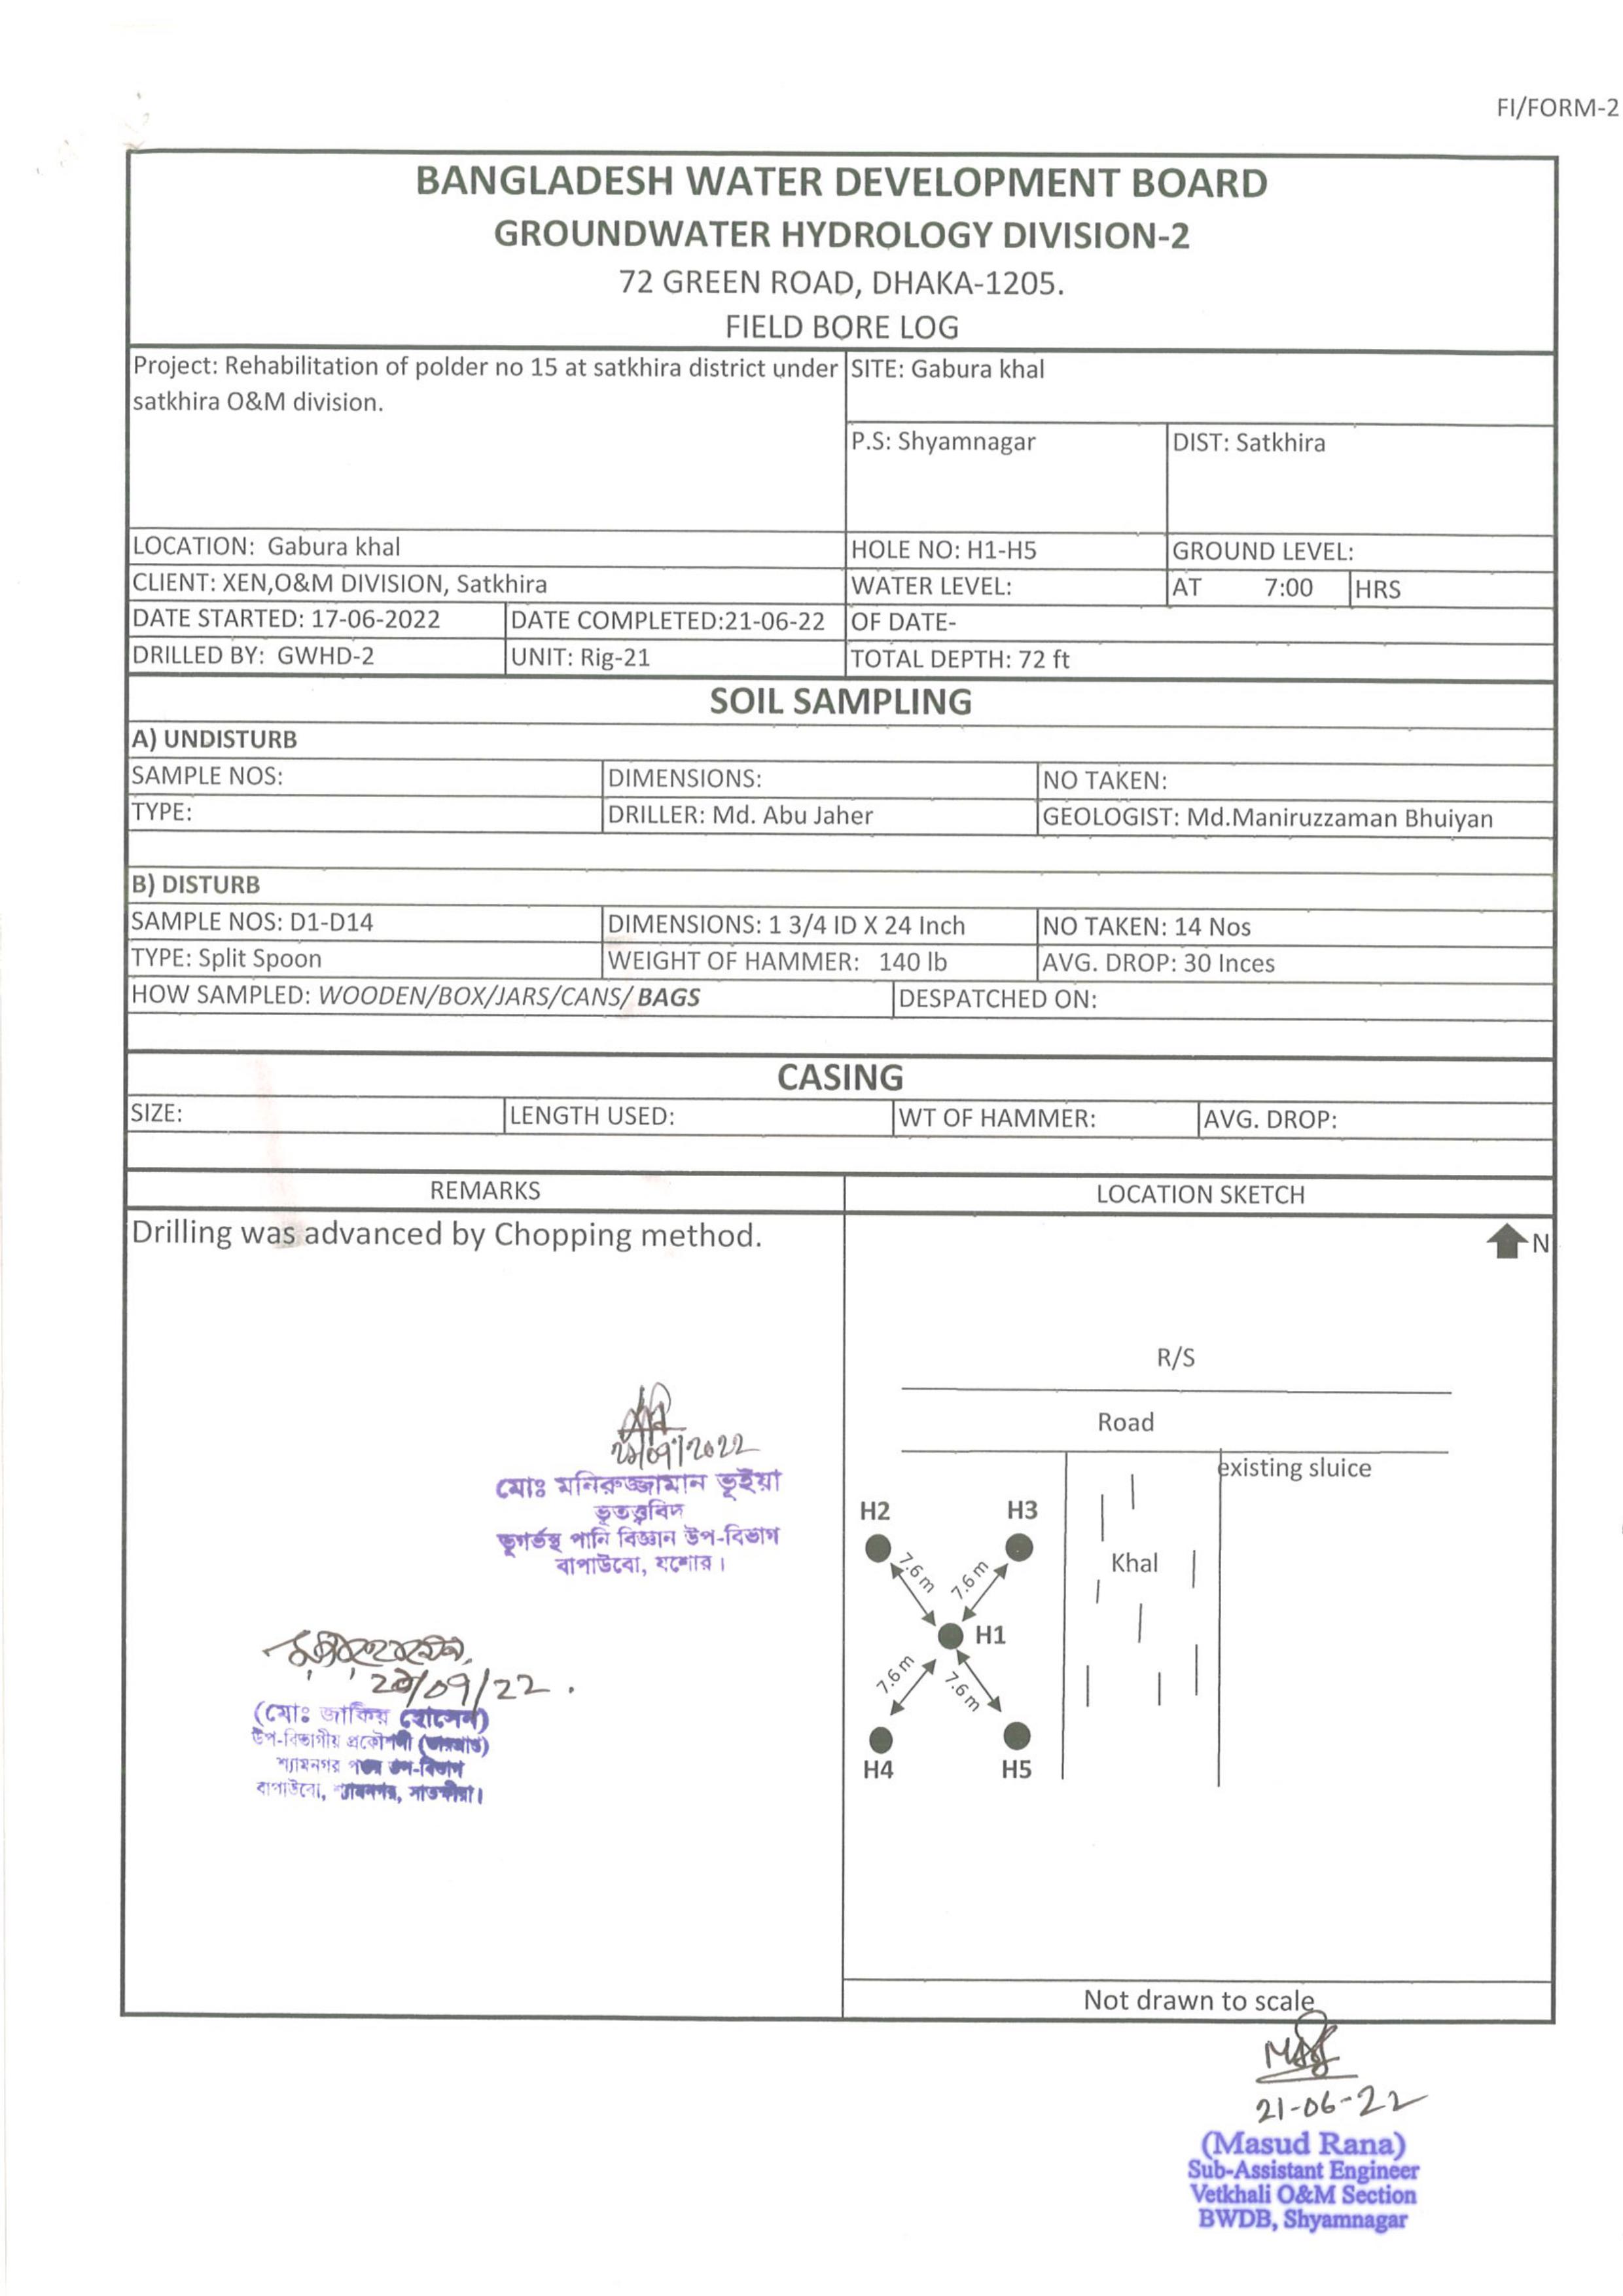 FI/FORM-2
BANGLADESH WATER DEVELOPMENT BOARD
GROUNDWATER HYDROLOGY DIVISION-2
72 GREEN ROAD, DHAKA-1205.
FIELD BORE LOG
Project: Rehabilitation of polder no 15 at satkhira district under
satkhira O&M division.
SITE: Gabura khal
P.S: Shyamnagar
DIST: Satkhira
LOCATION: Gabura khal
HOLE NO: H1-H5
GROUND LEVEL:
CLIENT: XEN,O&M DIVISION, Satkhira
WATER LEVEL:
AT 7:00 HRS
DATE STARTED: 17-06-2022
DATE COMPLETED:21-06-22
OF DATE-
DRILLED BY: GWHD-2
UNIT: Rig-21
TOTAL DEPTH: 72 ft
SOIL SAMPLING
A) UNDISTURB
SAMPLE NOS:
DIMENSIONS:
NO TAKEN:
TYPE:
DRILLER: Md. Abu Jaher
GEOLOGIST: Md.Maniruzzaman Bhuiyan
B) DISTURB
SAMPLE NOS: D1-D14
DIMENSIONS: 1 3/4 ID X 24 Inch
NO TAKEN: 14 Nos
TYPE: Split Spoon
WEIGHT OF HAMMER: 140 lb
AVG. DROP: 30 Inces
HOW SAMPLED: WOODEN/BOX/JARS/CANS/ BAGS
DESPATCHED ON:
CASING
SIZE:
LENGTH USED:
WT OF HAMMER:
AVG. DROP:
REMARKS
Drilling was advanced by Chopping method.
মোঃ মনিরুজ্জামান ভূইয়া
ভূতত্ত্ববিদ
ভূগর্ভস্থ পানি বিজ্ঞান উপ-বিভাগ
বাপাউবো, যশোর।
20/09/22.
(মোঃ জাকির হোসেন)
উপ-বিভাগীয় প্রকৌশলী
শ্যামনগর পওর উপ-বিভাগ
বাপাউবো, শ্যামনগর, সাতক্ষীরা।
LOCATION SKETCH
N
R/S
Road
existing sluice
H2
H3
7.6 m
7.6 m
Khal
H1
7.6 m
7.6 m
H4
H5
Not drawn to scale
21-06-22
(Masud Rana)
Sub-Assistant Engineer
Vetkhali O&M Section
BWDB, Shyamnagar